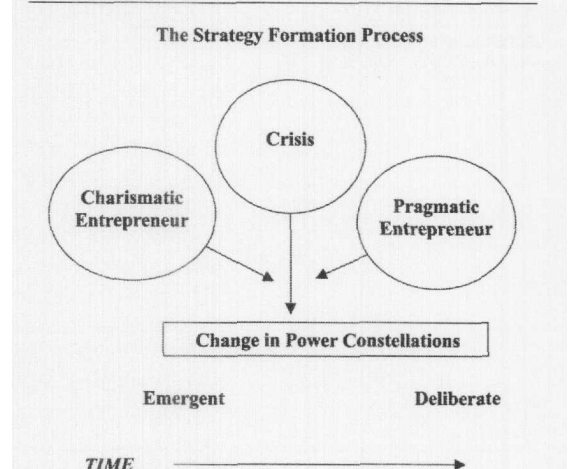 The Strategy Formation Process
Crisis
Charismatic
Entrepreneur
Pragmatic
Entrepreneur
Change in Power Constellations
Emergent
Deliberate
TIME